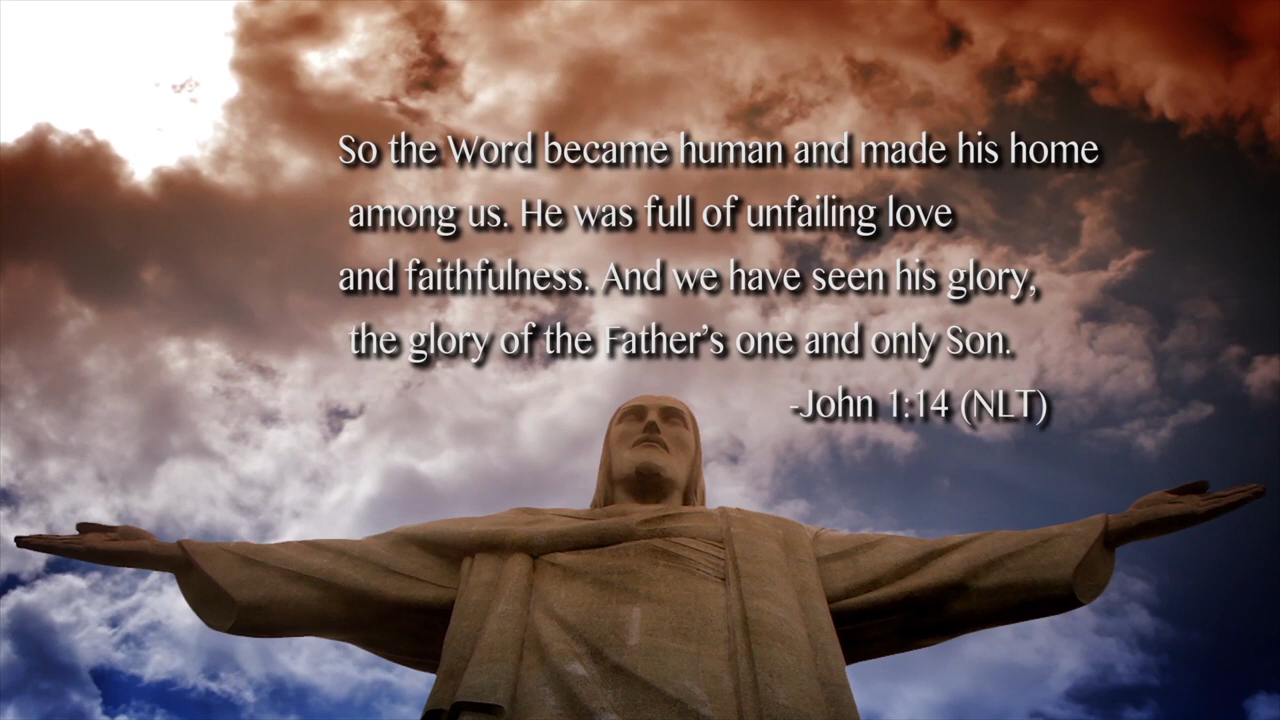 So the Word became human and made his home
among us. He was full of unfailing love
and faithfulness. And we have seen his glory,
the glory of the Father’s one and only Son.
-John 1:14 (NLT)